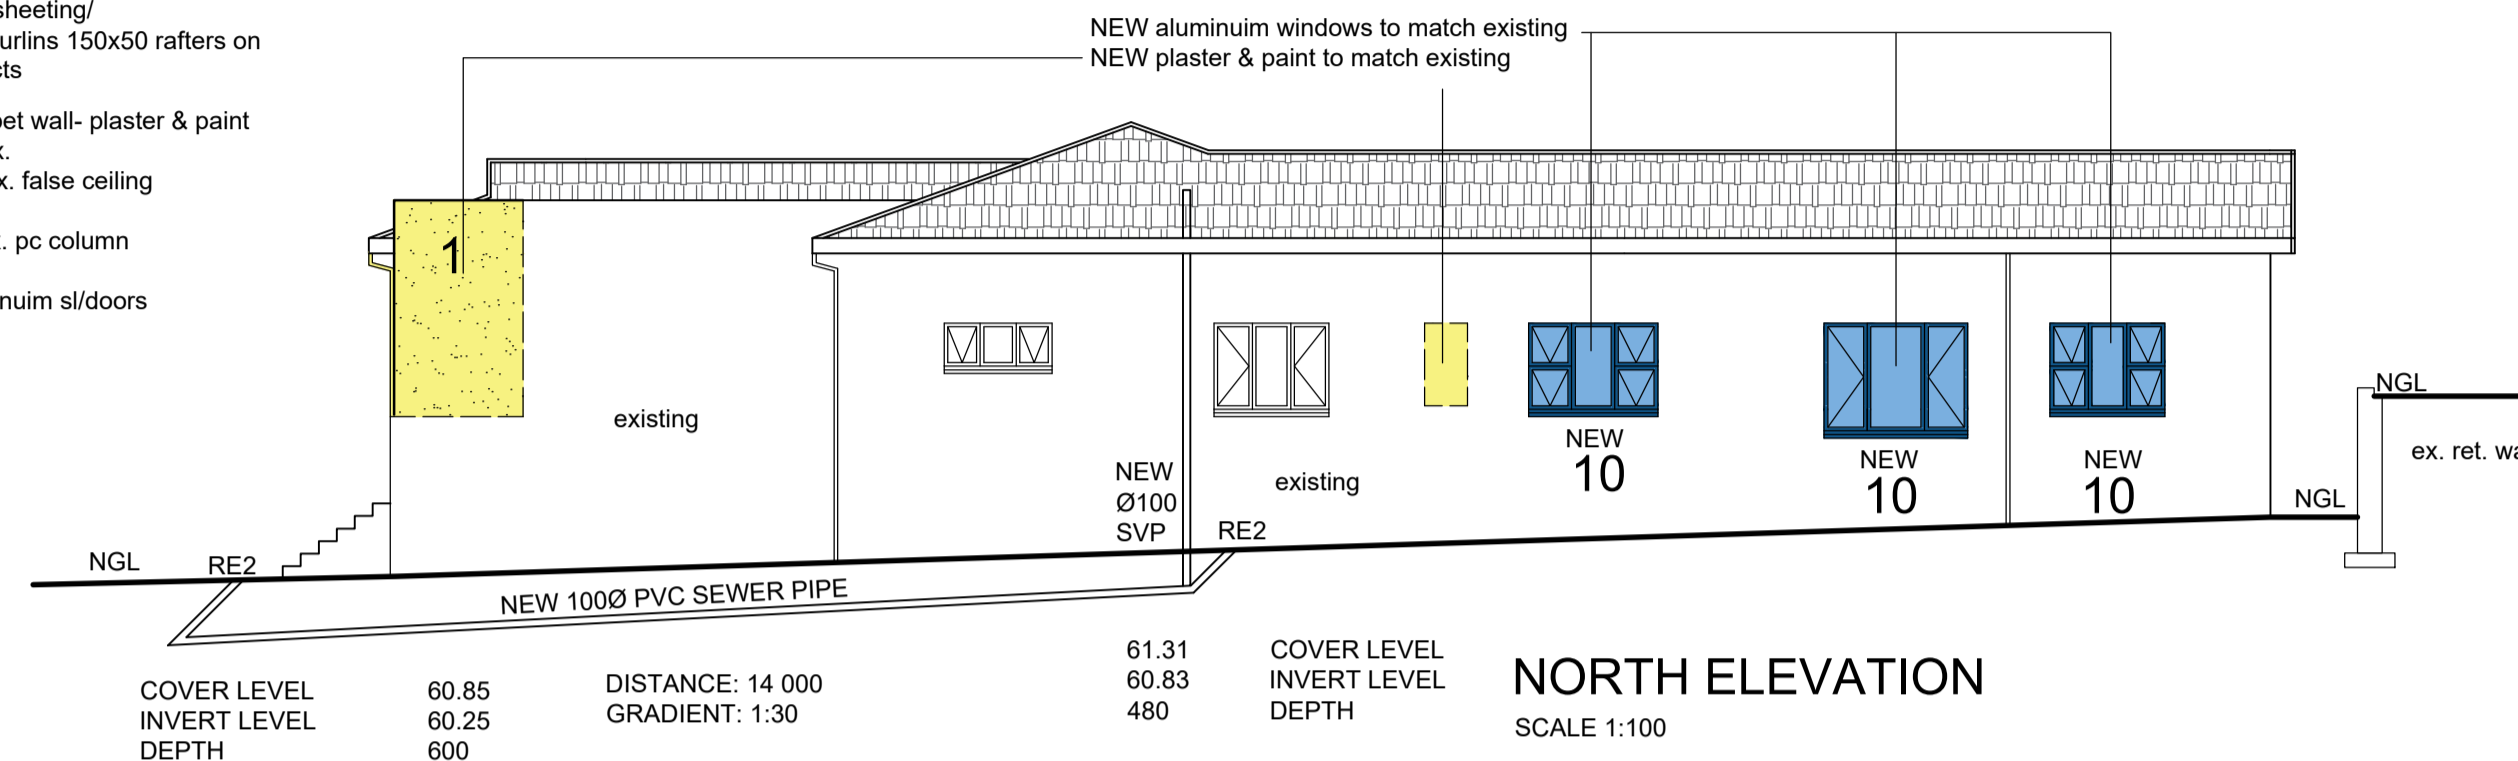 sheeting/
urlins 150x50 rafters on
cts
pet wall- plaster & paint
x.
x. false ceiling
. pc column
nuim sl/doors
NEW aluminuim windows to match existing
NEW plaster & paint to match existing
1
existing
NEW
Ø100
SVP
existing
NEW
10
NEW
10
NEW
10
NGL
ex. ret. wa
NGL
NGL
RE2
RE2
NEW 100Ø PVC SEWER PIPE
COVER LEVEL 60.85
INVERT LEVEL 60.25
DEPTH 600
DISTANCE: 14 000
GRADIENT: 1:30
61.31 COVER LEVEL
60.83 INVERT LEVEL
480 DEPTH
NORTH ELEVATION
SCALE 1:100